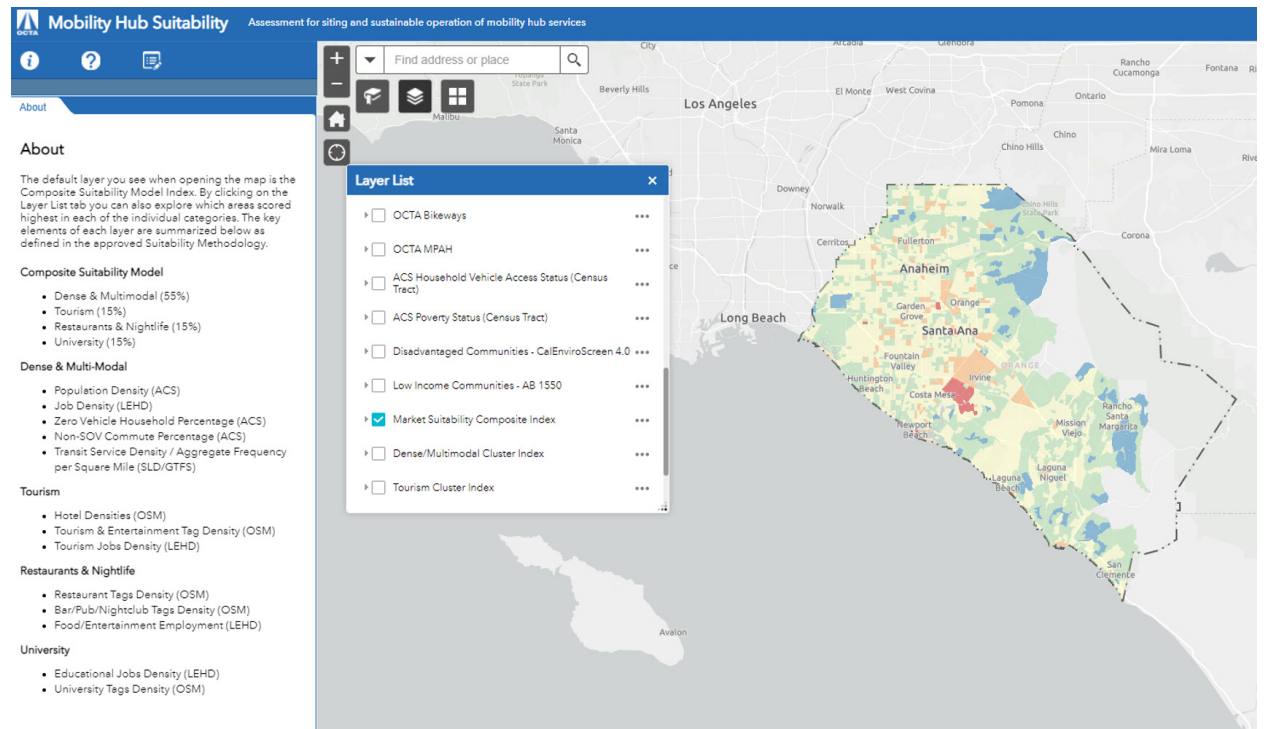 OCTA
Mobility Hub Suitability
Assessment for siting and sustainable operation of mobility hub services
About
About
The default layer you see when opening the map is the
Composite Suitability Model Index. By clicking on the
Layer List tab you can also explore which areas scored
highest in each of the individual categories. The key
elements of each layer are summarized below as
defined in the approved Suitability Methodology.
Composite Suitability Model
• Dense & Multimodal (55%)
• Tourism (15%)
• Restaurants & Nightlife (15%)
• University (15%)
Dense & Multi-Modal
• Population Density (ACS)
• Job Density (LEHD)
• Zero Vehicle Household Percentage (ACS)
• Non-SOV Commute Percentage (ACS)
• Transit Service Density / Aggregate Frequency
per Square Mile (SLD/GTFS)
Tourism
• Hotel Densities (OSM)
• Tourism & Entertainment Tag Density (OSM)
• Tourism Jobs Density (LEHD)
Restaurants & Nightlife
• Restaurant Tags Density (OSM)
• Bar/Pub/Nightclub Tags Density (OSM)
• Food/Entertainment Employment (LEHD)
University
• Educational Jobs Density (LEHD)
• University Tags Density (OSM)
Find address or place
Layer List
OCTA Bikeways
OCTA MPAH
ACS Household Vehicle Access Status (Census
Tract)
ACS Poverty Status (Census Tract)
Disadvantaged Communities - CalEnviroScreen 4.0
Low Income Communities - AB 1550
Market Suitability Composite Index
Dense/Multimodal Cluster Index
Tourism Cluster Index
City
Arcadia
Glendora
Rancho
Cucamonga
Fontana
State Park
Beverly Hills
El Monte
West Covina
Ontario
Los Angeles
Pomona
Malibu
Santa
Monica
Chino
Chino Hills
Mira Loma
Downey
Norwalk
Chino Hills
State Park
Corona
Cerritos
Fullerton
Anaheim
Garden
Grove
Orange
Long Beach
Santa Ana
Fountain
Valley
ORANGE
Huntington
Beach
Irvine
Costa Mesa
Rancho
Santa
Margarita
Newport
Beach
Mission
Viejo
Laguna
Niguel
Laguna
Beach
San
Clemente
Avalon